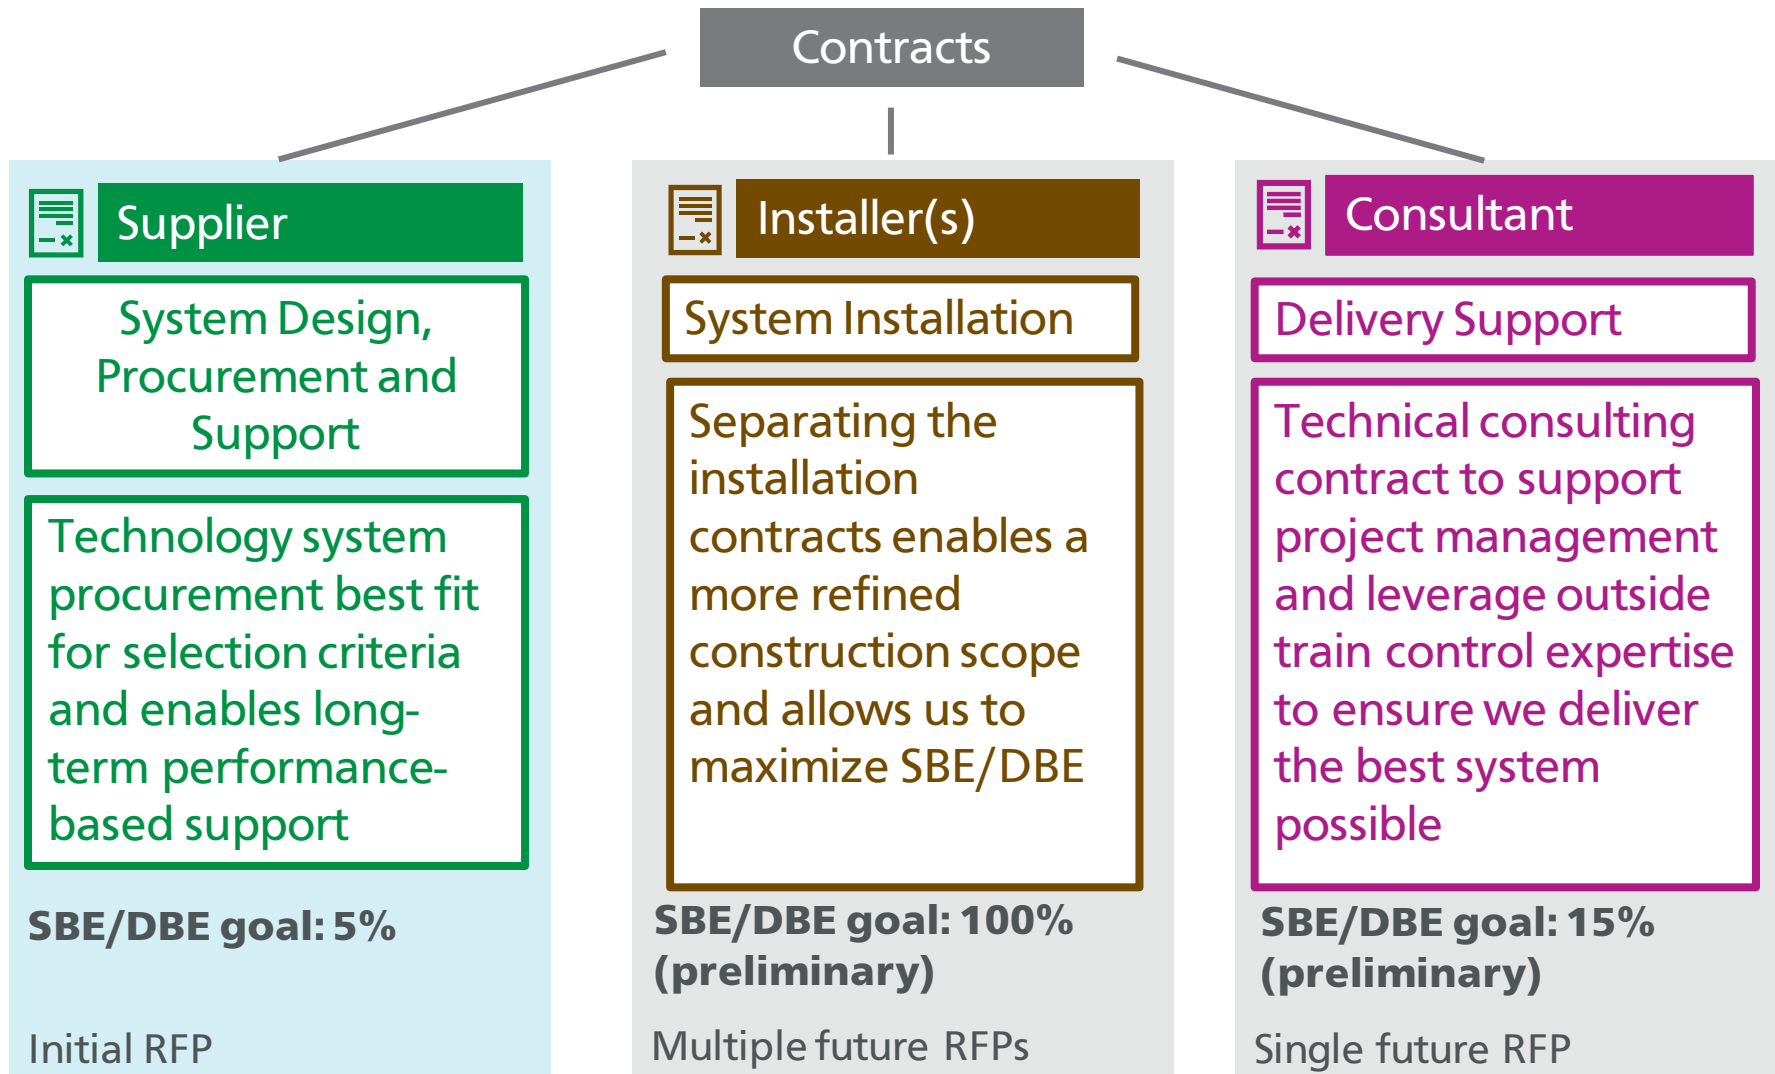 Contracts
Supplier
System Design,
Procurement and
Support
Technology system
procurement best fit
for selection criteria
and enables long-
term performance-
based support
SBE/DBE goal: 5%
Initial RFP
Installer(s)
System Installation
Separating the
installation
contracts enables a
more refined
construction scope
and allows us to
maximize SBE/DBE
SBE/DBE goal: 100%
(preliminary)
Multiple future RFPs
Consultant
Delivery Support
Technical consulting
contract to support
project management
and leverage outside
train control expertise
to ensure we deliver
the best system
possible
SBE/DBE goal: 15%
(preliminary)
Single future RFP